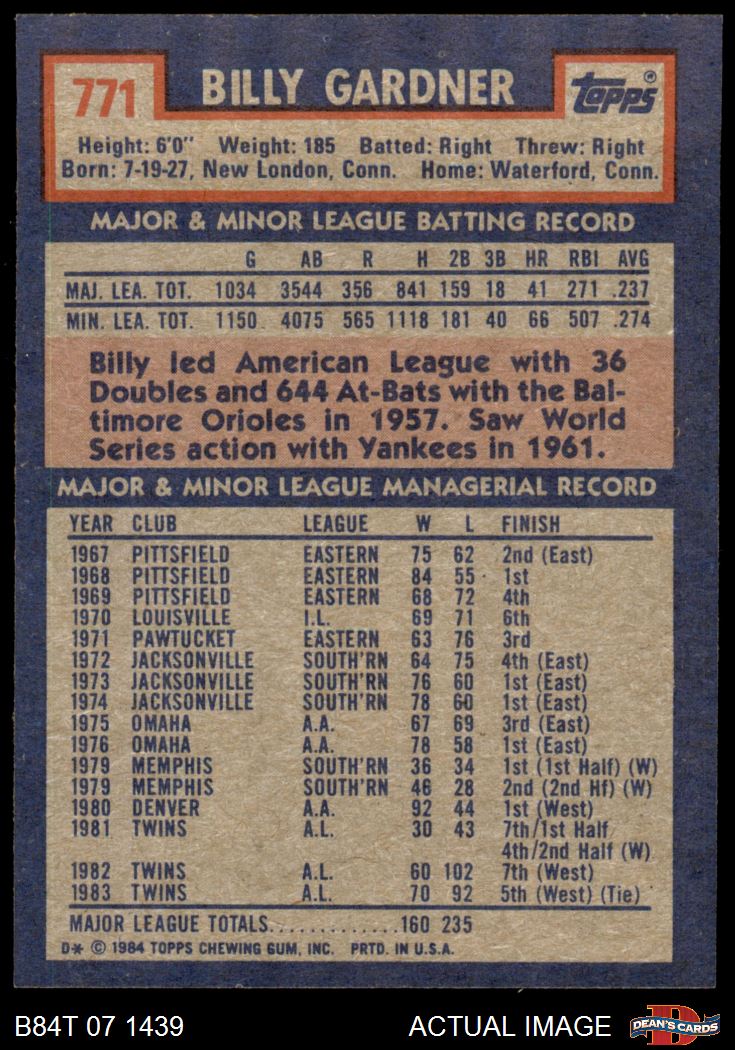 771 BILLY GARDNER Topps®
Height: 6'0" Weight: 185 Batted: Right Threw: Right
Born: 7-19-27, New London, Conn. Home: Waterford, Conn.
MAJOR & MINOR LEAGUE BATTING RECORD
G AB R H 2B 3B HR RBI AVG
MAJ. LEA. TOT. 1034 3544 356 841 159 18 41 271 .237
MIN. LEA. TOT. 1150 4075 565 1118 181 40 66 507 .274
Billy led American League with 36
Doubles and 644 At-Bats with the Bal-
timore Orioles in 1957. Saw World
Series action with Yankees in 1961.
MAJOR & MINOR LEAGUE MANAGERIAL RECORD
YEAR CLUB LEAGUE W L FINISH
1967 PITTSFIELD EASTERN 75 62 2nd (East)
1968 PITTSFIELD EASTERN 84 55 1st
1969 PITTSFIELD EASTERN 68 72 4th
1970 LOUISVILLE I.L. 69 71 6th
1971 PAWTUCKET EASTERN 63 76 3rd
1972 JACKSONVILLE SOUTH'RN 64 75 4th (East)
1973 JACKSONVILLE SOUTH'RN 76 60 1st (East)
1974 JACKSONVILLE SOUTH'RN 78 60 1st (East)
1975 OMAHA A.A. 67 69 3rd (East)
1976 OMAHA A.A. 78 58 1st (East)
1979 MEMPHIS SOUTH'RN 36 34 1st (1st Half) (W)
1979 MEMPHIS SOUTH'RN 46 28 2nd (2nd Hf) (W)
1980 DENVER A.A. 92 44 1st (West)
1981 TWINS A.L. 30 43 7th/1st Half
4th/2nd Half (W)
1982 TWINS A.L. 60 102 7th (West)
1983 TWINS A.L. 70 92 5th (West) (Tie)
MAJOR LEAGUE TOTALS.............160 235
D* © 1984 TOPPS CHEWING GUM, INC. PRTD. IN U.S.A.
B84T 07 1439 ACTUAL IMAGE DEAN'S CARDS